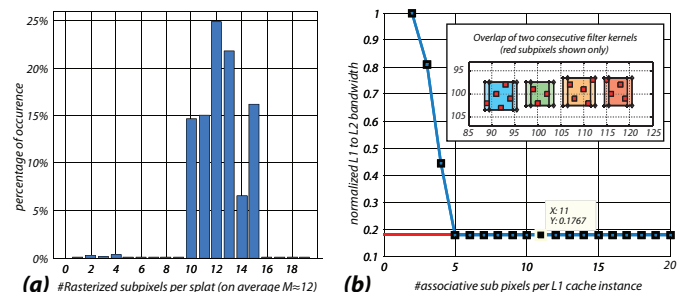 25%
20%
15%
10%
5%
0%
percentage of occurence
0 2 4 6 8 10 12 14 16 18
(a) #Rasterized subpixels per splat (on average M≈12)
1
0.9
0.8
0.7
0.6
0.5
0.4
0.3
0.2
0.1
normalized L1 to L2 bandwidth
Overlap of two consecutive filter kernels
(red subpixels shown only)
95
100
105
85 90 95 100 105 110 115 120 125
X: 11
Y: 0.1767
0 5 10 15 20
(b) #associative sub pixels per L1 cache instance